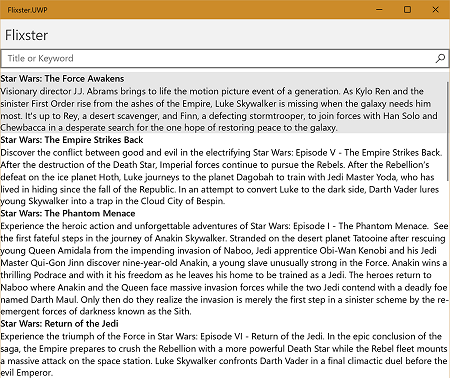 Flixster.UWP
Flixster
Title or Keyword
Star Wars: The Force Awakens
Visionary director J.J. Abrams brings to life the motion picture event of a generation. As Kylo Ren and the
sinister First Order rise from the ashes of the Empire, Luke Skywalker is missing when the galaxy needs him
most. It's up to Rey, a desert scavenger, and Finn, a defecting stormtrooper, to join forces with Han Solo and
Chewbacca in a desperate search for the one hope of restoring peace to the galaxy.
Star Wars: The Empire Strikes Back
Discover the conflict between good and evil in the electrifying Star Wars: Episode V - The Empire Strikes Back.
After the destruction of the Death Star, Imperial forces continue to pursue the Rebels. After the Rebellion's
defeat on the ice planet Hoth, Luke journeys to the planet Dagobah to train with Jedi Master Yoda, who has
lived in hiding since the fall of the Republic. In an attempt to convert Luke to the dark side, Darth Vader lures
young Skywalker into a trap in the Cloud City of Bespin.
Star Wars: The Phantom Menace
Experience the heroic action and unforgettable adventures of Star Wars: Episode I - The Phantom Menace. See
the first fateful steps in the journey of Anakin Skywalker. Stranded on the desert planet Tatooine after rescuing
young Queen Amidala from the impending invasion of Naboo, Jedi apprentice Obi-Wan Kenobi and his Jedi
Master Qui-Gon Jinn discover nine-year-old Anakin, a young slave unusually strong in the Force. Anakin wins a
thrilling Podrace and with it his freedom as he leaves his home to be trained as a Jedi. The heroes return to
Naboo where Anakin and the Queen face massive invasion forces while the two Jedi contend with a deadly foe
named Darth Maul. Only then do they realize the invasion is merely the first step in a sinister scheme by the re-
emergent forces of darkness known as the Sith.
Star Wars: Return of the Jedi
Experience the triumph of the Force in Star Wars: Episode VI - Return of the Jedi. In the epic conclusion of the
saga, the Empire prepares to crush the Rebellion with a more powerful Death Star while the Rebel fleet mounts
a massive attack on the space station. Luke Skywalker confronts Darth Vader in a final climactic duel before the
evil Emperor.